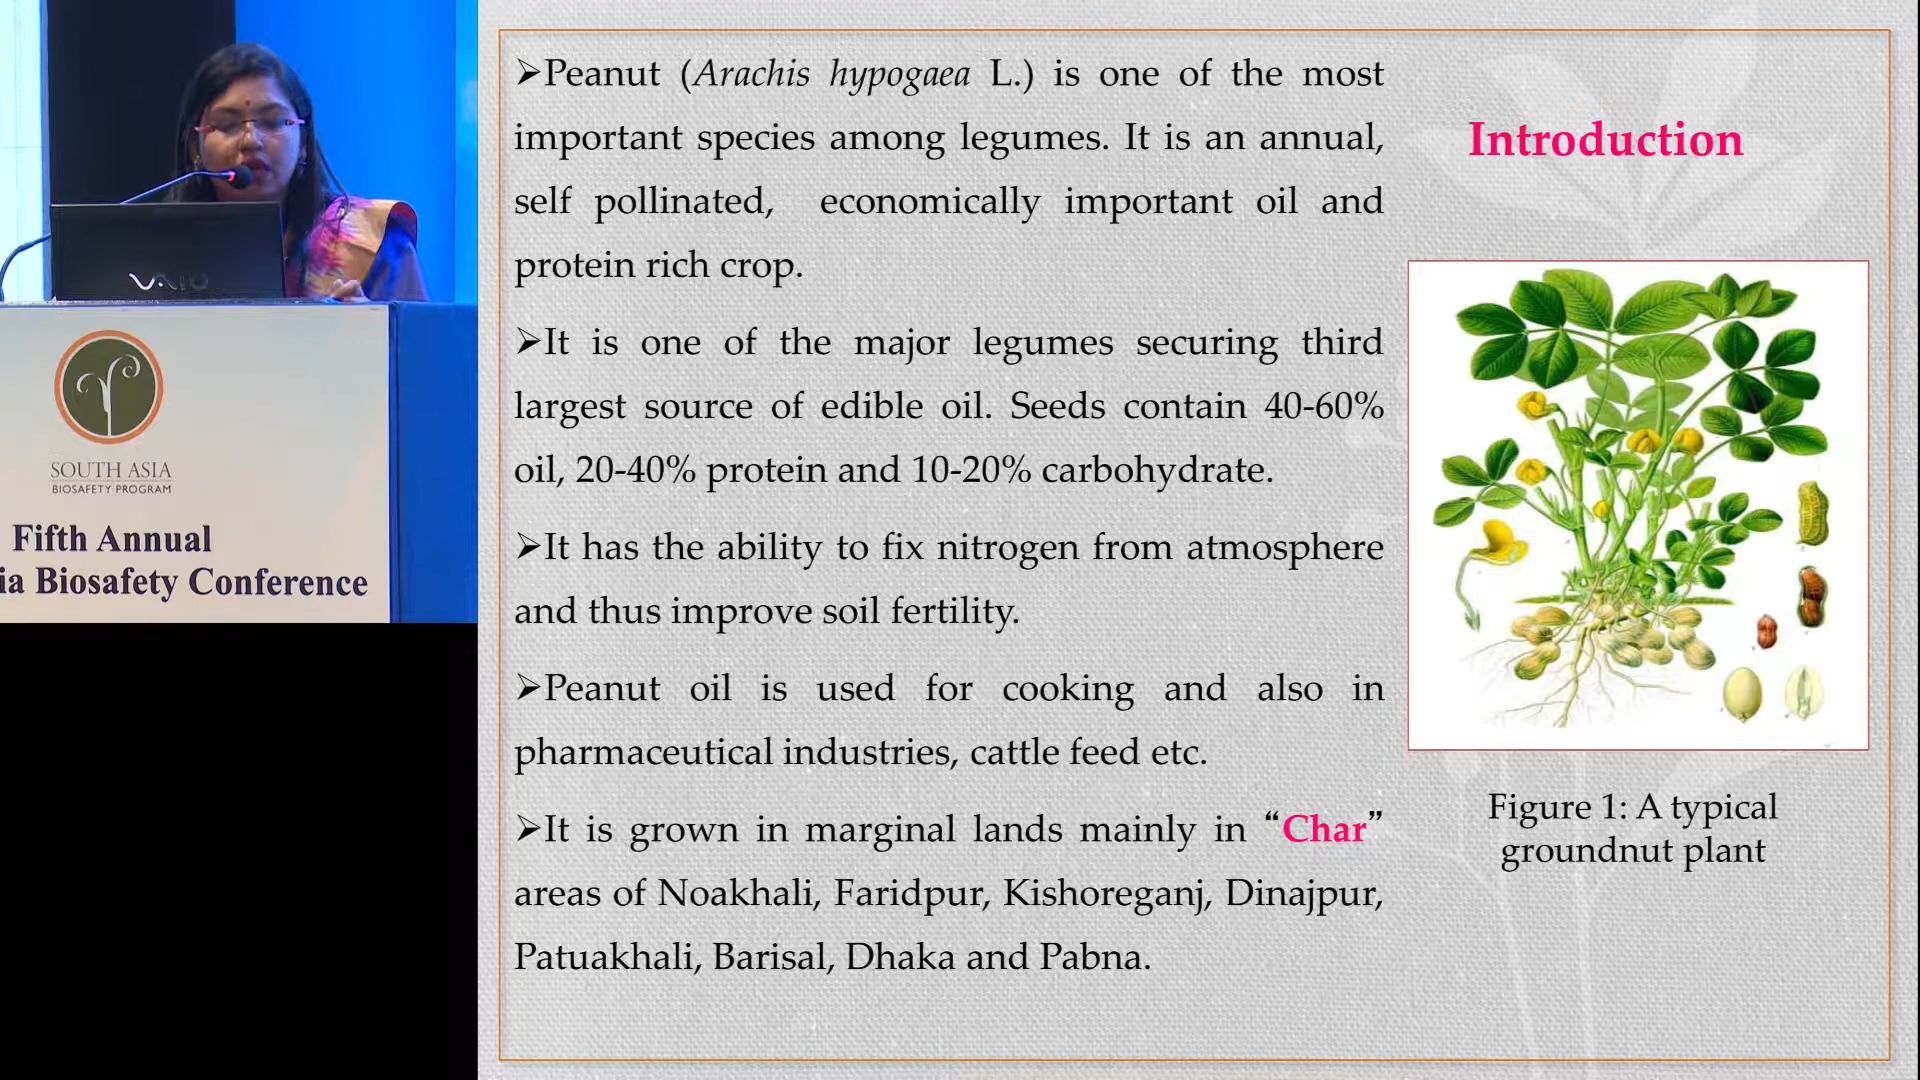 VAIO
SOUTH ASIA
BIOSAFETY PROGRAM
Fifth Annual
ia Biosafety Conference
➢Peanut (Arachis hypogaea L.) is one of the most
important species among legumes. It is an annual,
self pollinated, economically important oil and
protein rich crop.
➢It is one of the major legumes securing third
largest source of edible oil. Seeds contain 40-60%
oil, 20-40% protein and 10-20% carbohydrate.
➢It has the ability to fix nitrogen from atmosphere
and thus improve soil fertility.
➢Peanut oil is used for cooking and also in
pharmaceutical industries, cattle feed etc.
➢It is grown in marginal lands mainly in “Char”
areas of Noakhali, Faridpur, Kishoreganj, Dinajpur,
Patuakhali, Barisal, Dhaka and Pabna.
Introduction
Figure 1: A typical
groundnut plant